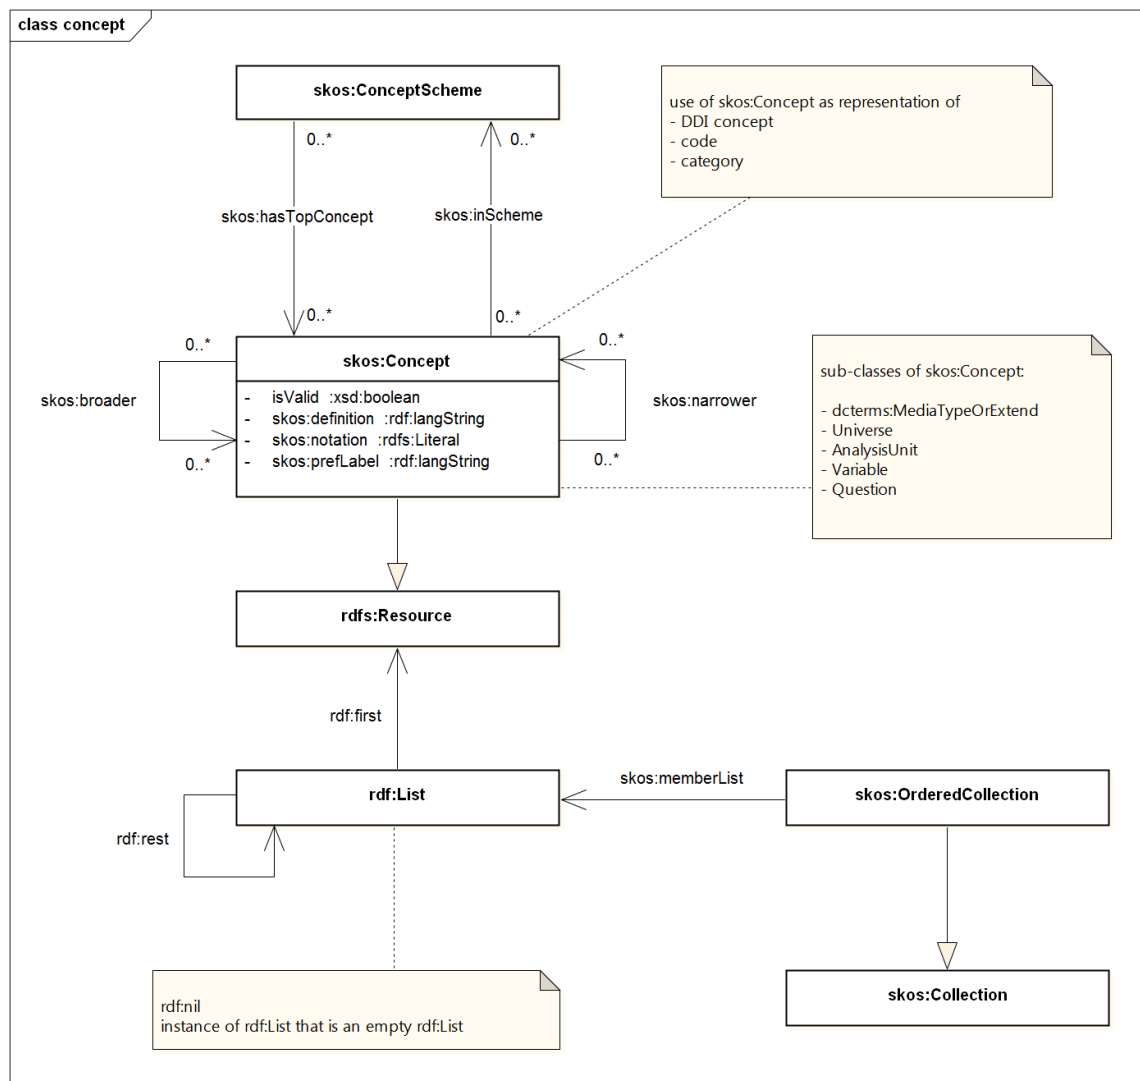 class concept
skos:ConceptScheme
use of skos:Concept as representation of
- DDI concept
- code
- category
0..*
0..*
skos:hasTopConcept
skos:inScheme
0..*
0..*
0..*
skos:Concept
0..*
sub-classes of skos:Concept:
- dcterms:MediaTypeOrExtend
- Universe
- AnalysisUnit
- Variable
- Question
skos:broader
- isValid :xsd:boolean
- skos:definition :rdf:langString
- skos:notation :rdfs:Literal
- skos:prefLabel :rdf:langString
skos:narrower
0..*
0..*
rdfs:Resource
rdf:first
rdf:List
skos:memberList
skos:OrderedCollection
rdf:rest
rdf:nil
instance of rdf:List that is an empty rdf:List
skos:Collection